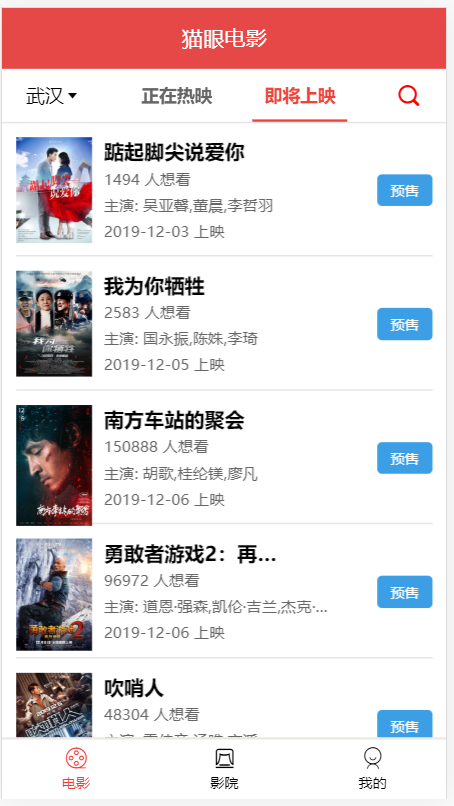 猫眼电影
武汉 正在热映 即将上映
踮起脚尖说爱你
1494 人想看
主演: 吴亚馨,董晨,李哲羽
2019-12-03 上映
预售
我为你牺牲
2583 人想看
主演: 国永振,陈姝,李琦
2019-12-05 上映
预售
南方车站的聚会
150888 人想看
主演: 胡歌,桂纶镁,廖凡
2019-12-06 上映
预售
勇敢者游戏2：再...
96972 人想看
主演: 道恩·强森,凯伦·吉兰,杰克·...
2019-12-06 上映
预售
吹哨人
48304 人想看
预售
电影 影院 我的